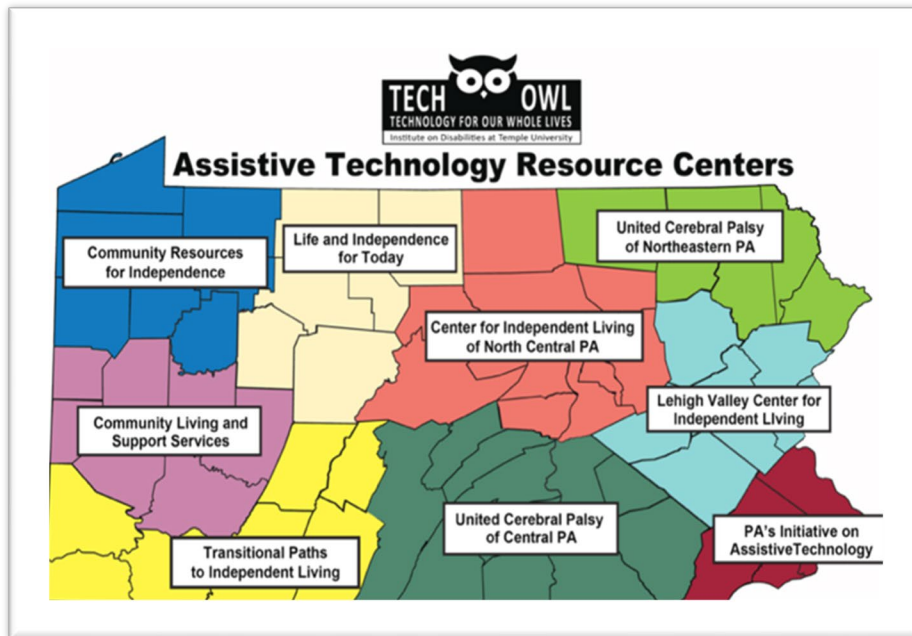 TECH OWL
TECHNOLOGY FOR OUR WHOLE LIVES
Institute on Disabilities at Temple University
Assistive Technology Resource Centers
Community Resources
for Independence
Life and Independence
for Today
United Cerebral Palsy
of Northeastern PA
Center for Independent Living
of North Central PA
Lehigh Valley Center for
Independent LIving
Community Living and
Support Services
United Cerebral Palsy
of Central PA
PA's Initiative on
AssistiveTechnology
Transitional Paths
to Independent Living